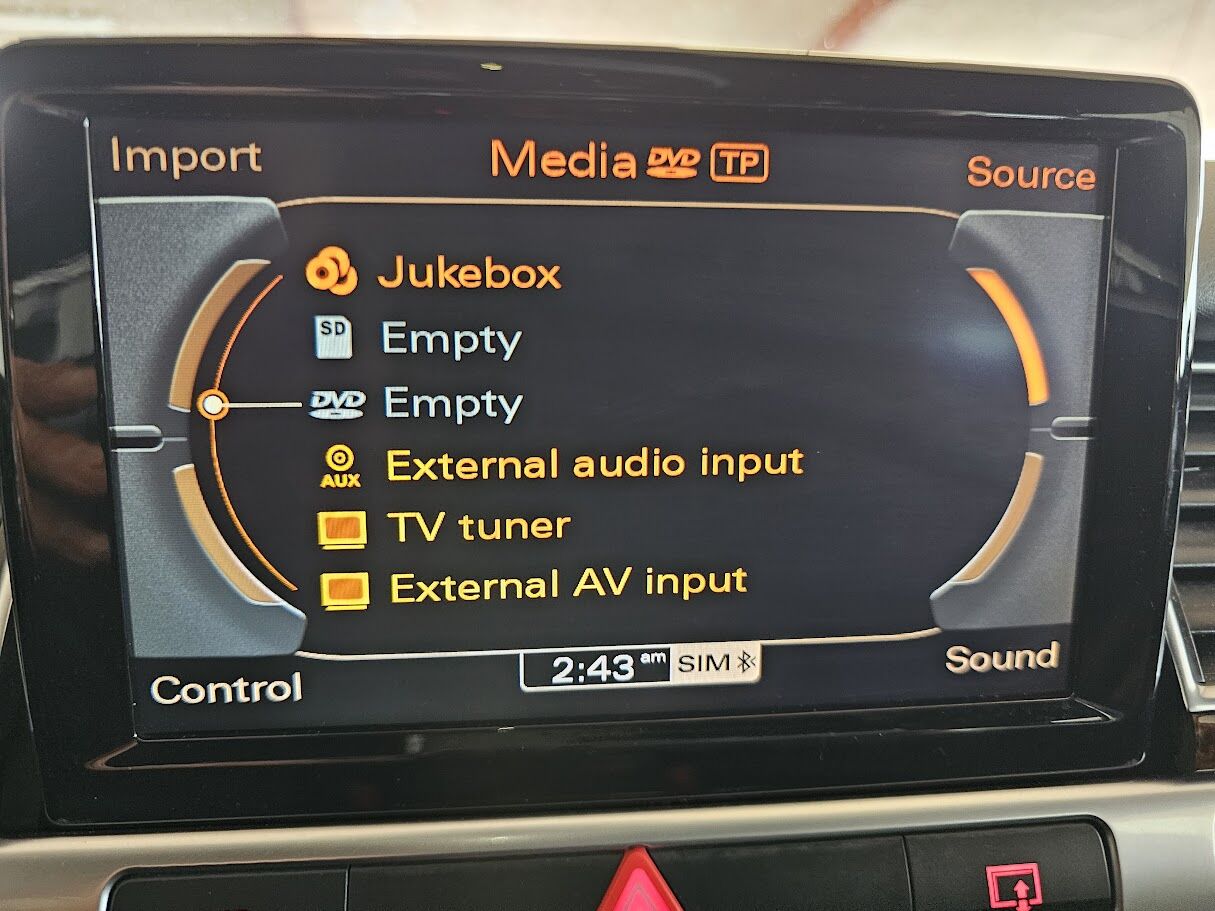 Import
Media DVD TP
Source
Jukebox
SD Empty
DVD Empty
AUX External audio input
TV tuner
External AV input
2:43 am SIM
Control
Sound